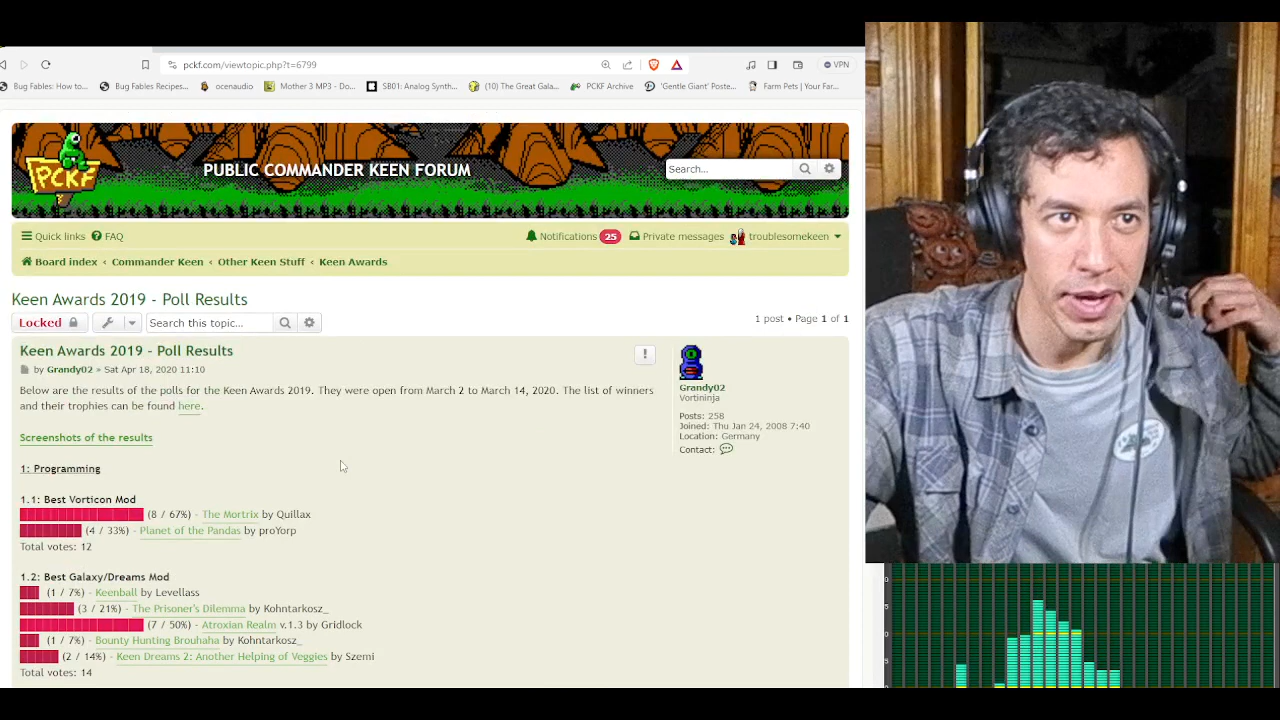 pckf.com/viewtopic.php?t=6799
VPN
Bug Fables: How to...
Bug Fables Recipes...
ocenaudio
Mother 3 MP3 - Do...
SB01: Analog Synth...
(10) The Great Gala...
PCKF Archive
'Gentle Giant' Poste...
Farm Pets | Your Far...
PCKF
PUBLIC COMMANDER KEEN FORUM
Search...
Quick links
FAQ
Notifications 25
Private messages
troublesomekeen
Board index ‹ Commander Keen ‹ Other Keen Stuff ‹ Keen Awards
Keen Awards 2019 - Poll Results
Locked
Search this topic...
1 post • Page 1 of 1
Keen Awards 2019 - Poll Results
by Grandy02 » Sat Apr 18, 2020 11:10
Below are the results of the polls for the Keen Awards 2019. They were open from March 2 to March 14, 2020. The list of winners
and their trophies can be found here.
Screenshots of the results
Grandy02
Vortininja
Posts: 258
Joined: Thu Jan 24, 2008 7:40
Location: Germany
Contact:
1: Programming
1.1: Best Vorticon Mod
(8 / 67%) - The Mortrix by Quillax
(4 / 33%) - Planet of the Pandas by proYorp
Total votes: 12
1.2: Best Galaxy/Dreams Mod
(1 / 7%) - Keenball by Levellass
(3 / 21%) - The Prisoner's Dilemma by Kohntarkosz_
(7 / 50%) - Atroxian Realm v.1.3 by Gridlock
(1 / 7%) - Bounty Hunting Brouhaha by Kohntarkosz_
(2 / 14%) - Keen Dreams 2: Another Helping of Veggies by Szemi
Total votes: 14